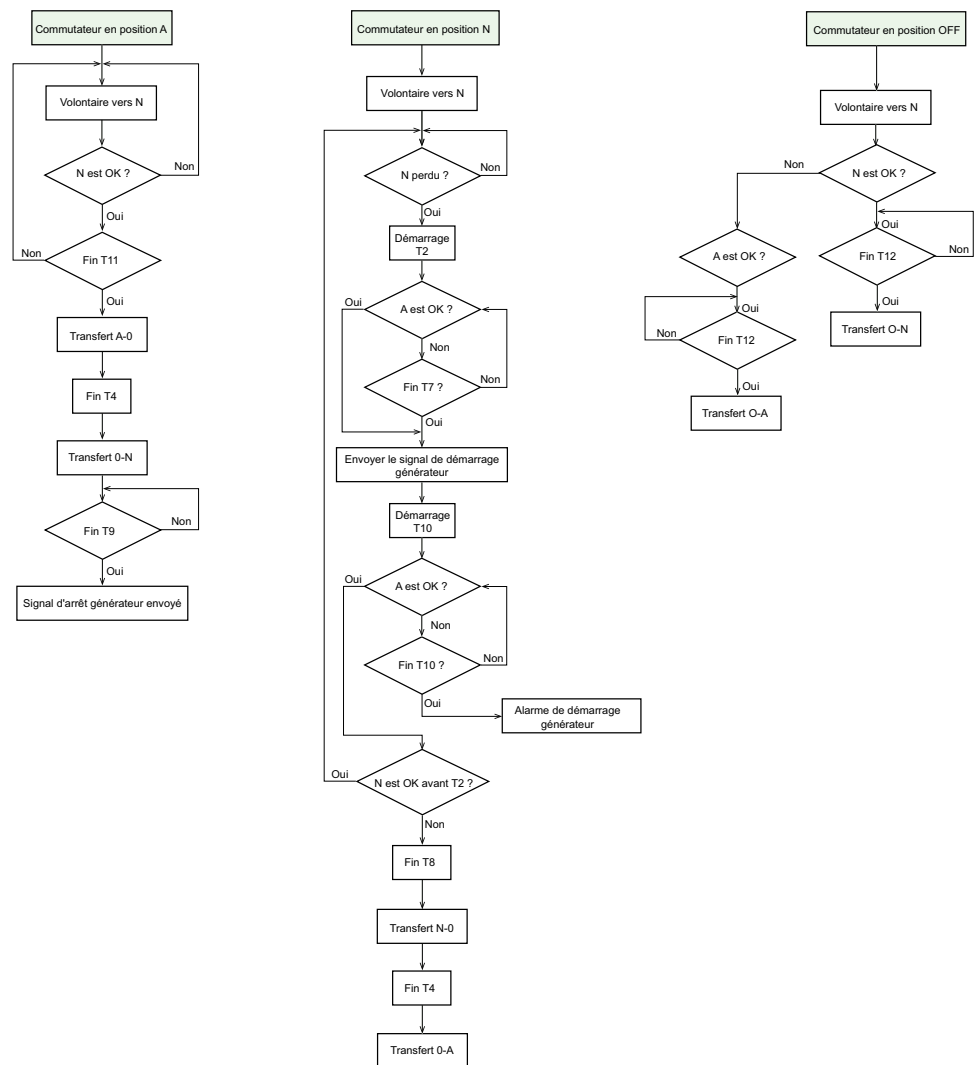 Commutateur en position A
Volontaire vers N
N est OK ?
Non
Oui
Non
Fin T11
Oui
Transfert A-0
Fin T4
Transfert 0-N
Fin T9
Non
Oui
Signal d'arrêt générateur envoyé
Commutateur en position N
Volontaire vers N
N perdu ?
Non
Oui
Démarrage
T2
Oui
A est OK ?
Non
Fin T7 ?
Non
Oui
Envoyer le signal de démarrage
générateur
Démarrage
T10
Oui
A est OK ?
Non
Fin T10 ?
Non
Oui
Alarme de démarrage
générateur
Oui
N est OK avant T2 ?
Non
Fin T8
Transfert N-0
Fin T4
Transfert 0-A
Commutateur en position OFF
Volontaire vers N
Non
N est OK ?
Oui
Fin T12
Non
Oui
Transfert O-N
A est OK ?
Oui
Non
Fin T12
Oui
Transfert O-A